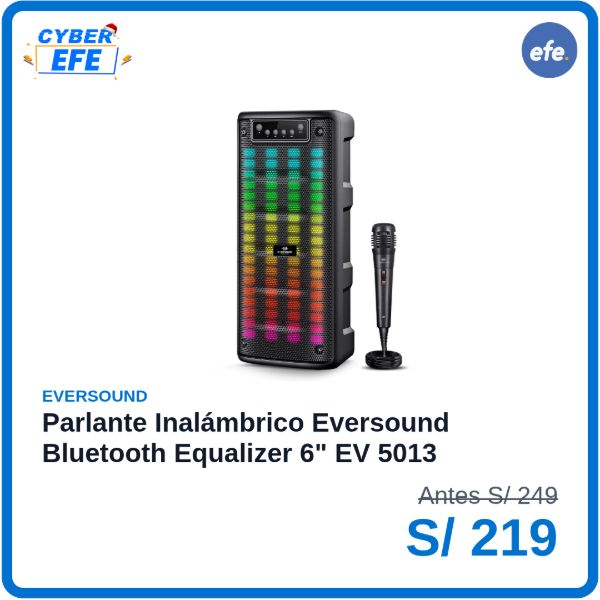 CYBER
EFE
efe.
EVERSOUND
Parlante Inalámbrico Eversound
Bluetooth Equalizer 6" EV 5013
Antes S/ 249
S/ 219